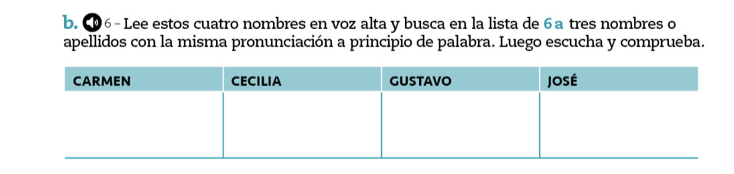 b. 6 - Lee estos cuatro nombres en voz alta y busca en la lista de 6 a tres nombres o
apellidos con la misma pronunciación a principio de palabra. Luego escucha y comprueba.
CARMEN CECILIA GUSTAVO JOSÉ